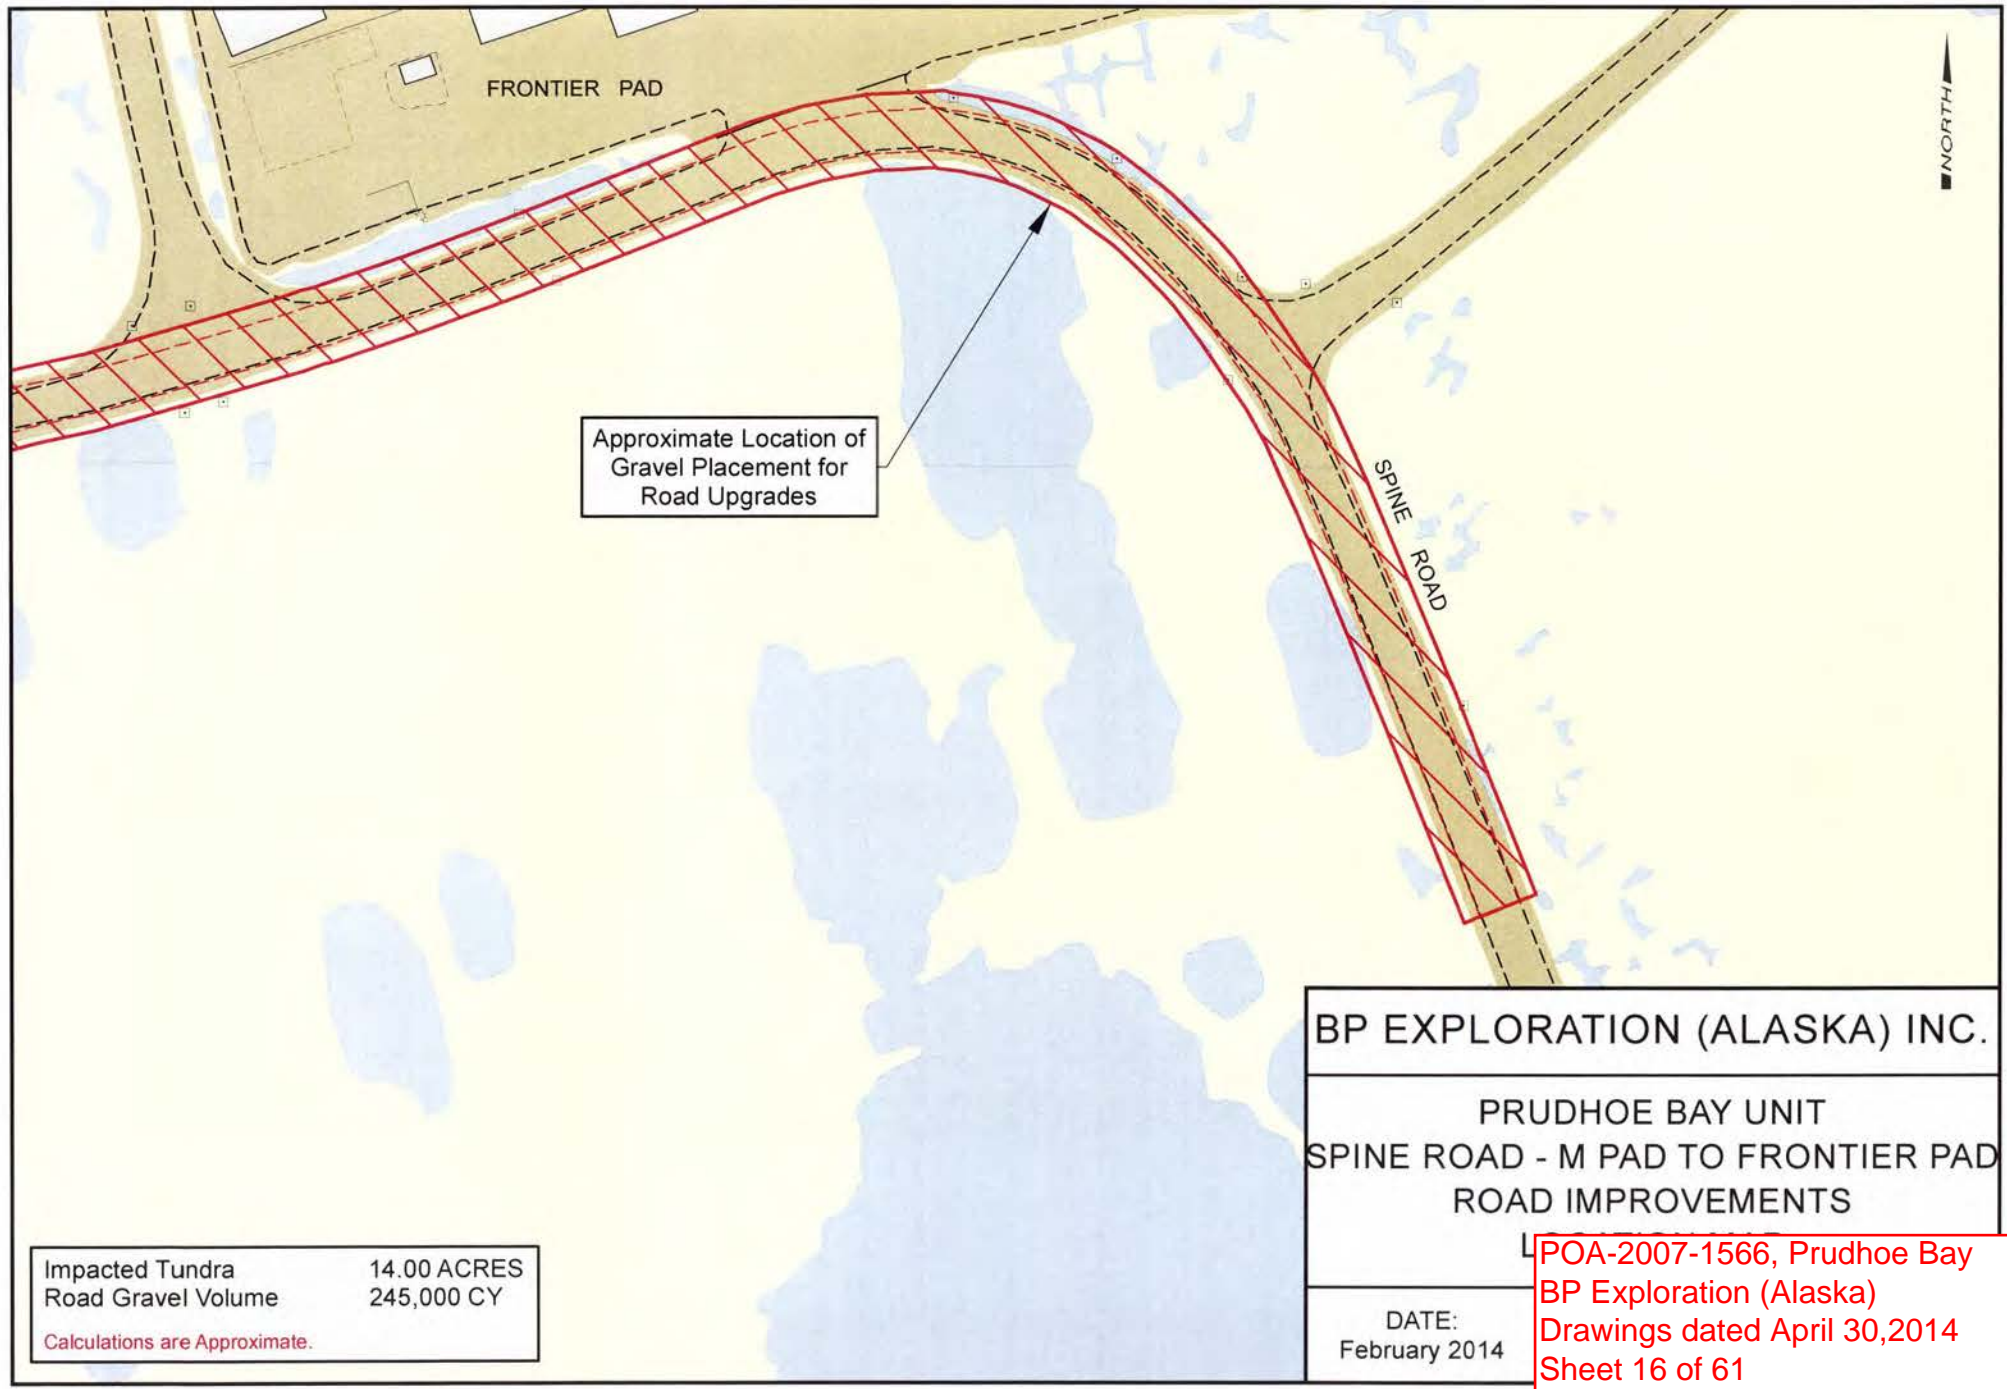 FRONTIER PAD
NORTH
Approximate Location of
Gravel Placement for
Road Upgrades
SPINE ROAD
BP EXPLORATION (ALASKA) INC.
PRUDHOE BAY UNIT
SPINE ROAD - M PAD TO FRONTIER PAD
ROAD IMPROVEMENTS
DATE:
February 2014
POA-2007-1566, Prudhoe Bay
BP Exploration (Alaska)
Drawings dated April 30,2014
Sheet 16 of 61
Impacted Tundra 14.00 ACRES
Road Gravel Volume 245,000 CY
Calculations are Approximate.